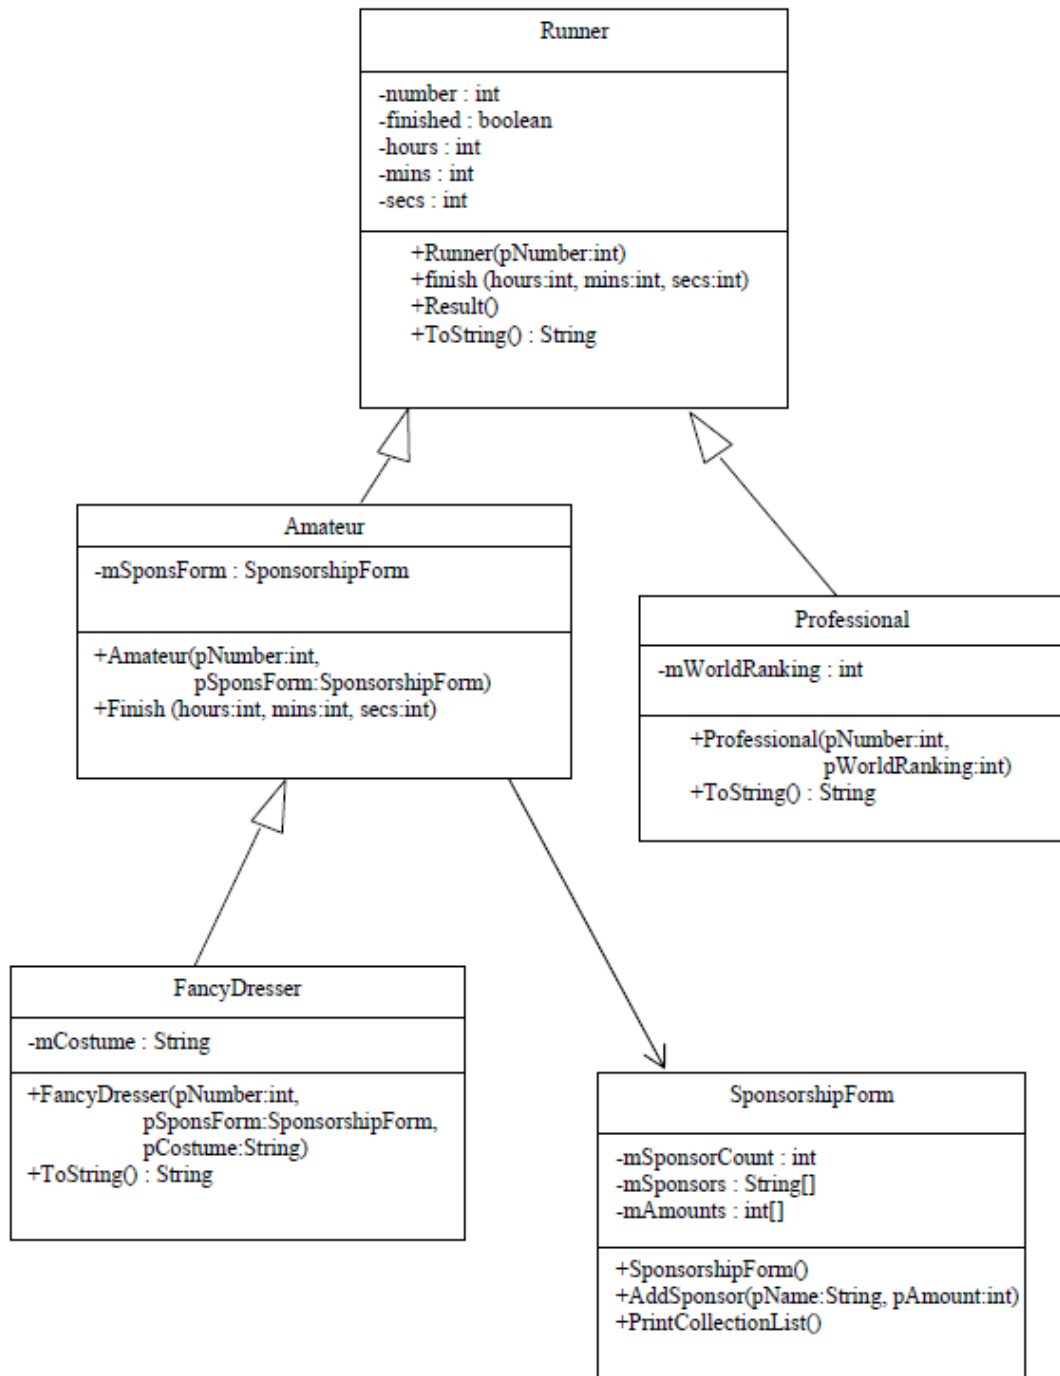 Runner
-number : int
-finished : boolean
-hours : int
-mins : int
-secs : int
+Runner(pNumber:int)
+finish (hours:int, mins:int, secs:int)
+Result()
+ToString() : String
Amateur
-mSponsForm : SponsorshipForm
+Amateur(pNumber:int,
pSponsForm:SponsorshipForm)
+Finish (hours:int, mins:int, secs:int)
Professional
-mWorldRanking : int
+Professional(pNumber:int,
pWorldRanking:int)
+ToString() : String
FancyDresser
-mCostume : String
+FancyDresser(pNumber:int,
pSponsForm:SponsorshipForm,
pCostume:String)
+ToString() : String
SponsorshipForm
-mSponsorCount : int
-mSponsors : String[]
-mAmounts : int[]
+SponsorshipForm()
+AddSponsor(pName:String, pAmount:int)
+PrintCollectionList()